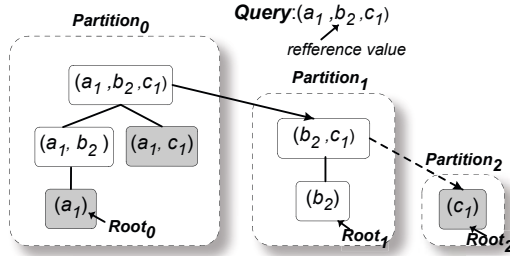 Partition0
Query:(a1 ,b2 ,c1)
refference value
(a1 ,b2 ,c1)
Partition1
(a1, b2 )
(a1, c1)
(b2 ,c1)
Partition2
(a1)
Root0
(b2)
Root1
(c1)
Root2